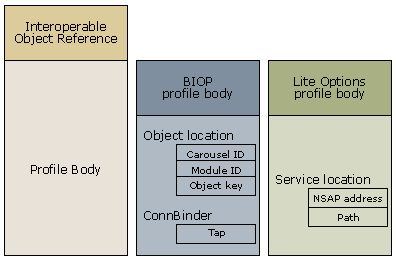 Interoperable
Object Reference
Profile Body
BIOP
profile body
Object location
Carousel ID
Module ID
Object key
ConnBinder
Tap
Lite Options
profile body
Service location
NSAP address
Path